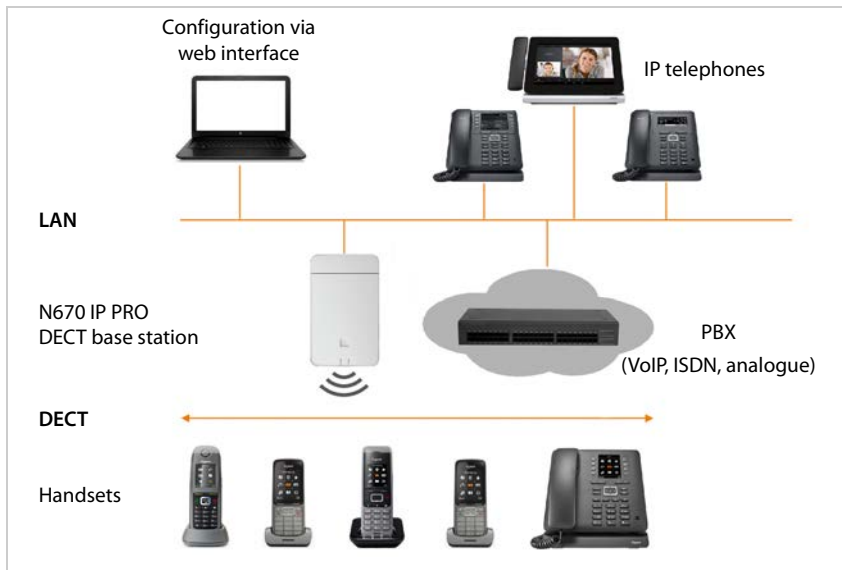 Configuration via
web interface
IP telephones
LAN
N670 IP PRO
DECT base station
PBX
(VoIP, ISDN, analogue)
DECT
Handsets